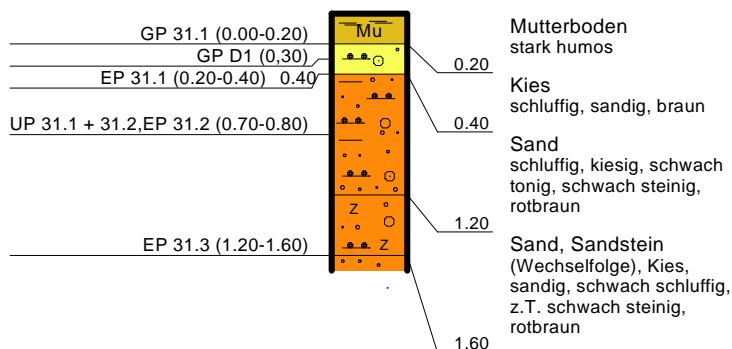 GP 31.1 (0.00-0.20)
GP D1 (0,30)
EP 31.1 (0.20-0.40) 0.40
UP 31.1 + 31.2,EP 31.2 (0.70-0.80)
EP 31.3 (1.20-1.60)
Mu
Z
Z
0.20
0.40
1.20
1.60
Mutterboden
stark humos
Kies
schluffig, sandig, braun
Sand
schluffig, kiesig, schwach
tonig, schwach steinig,
rotbraun
Sand, Sandstein
(Wechselfolge), Kies,
sandig, schwach schluffig,
z.T. schwach steinig,
rotbraun